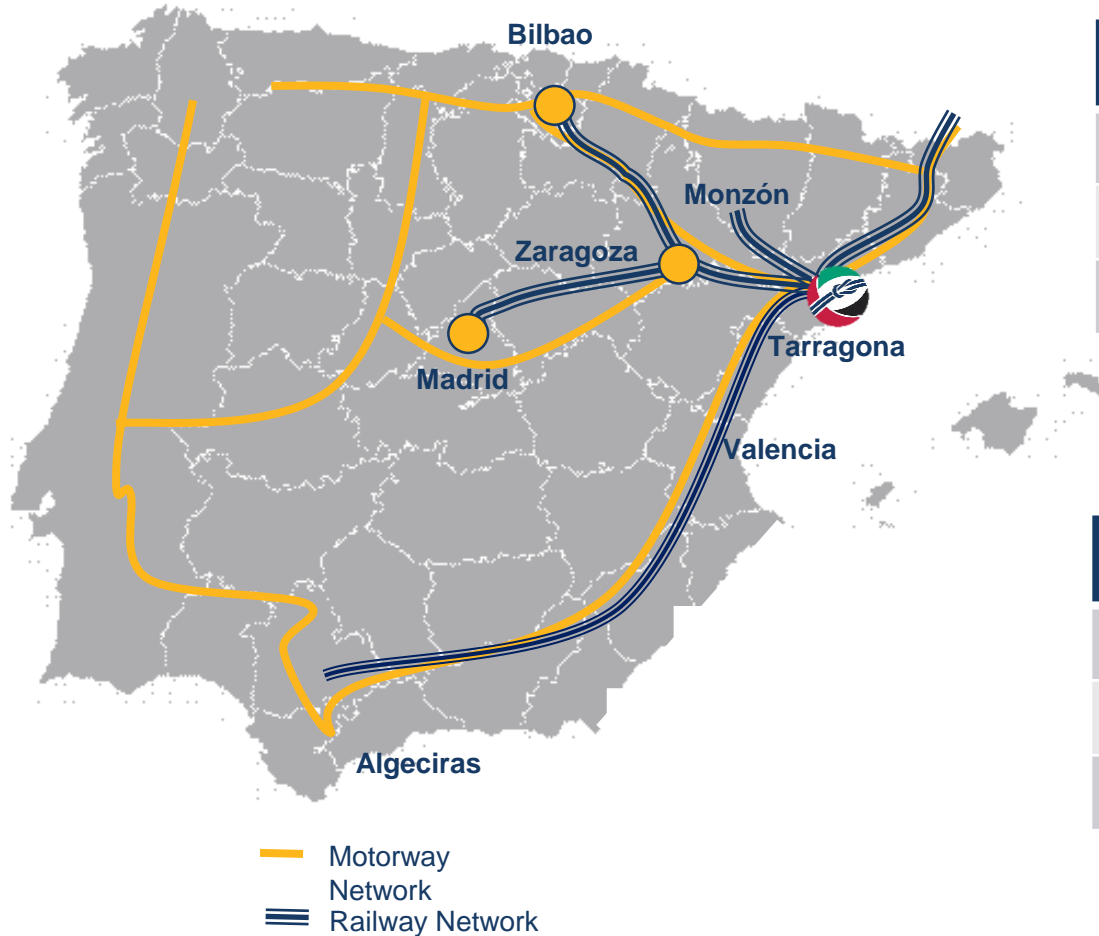 Bilbao
Monzón
Zaragoza
Tarragona
Madrid
Valencia
Algeciras
Motorway
Network
Railway Network